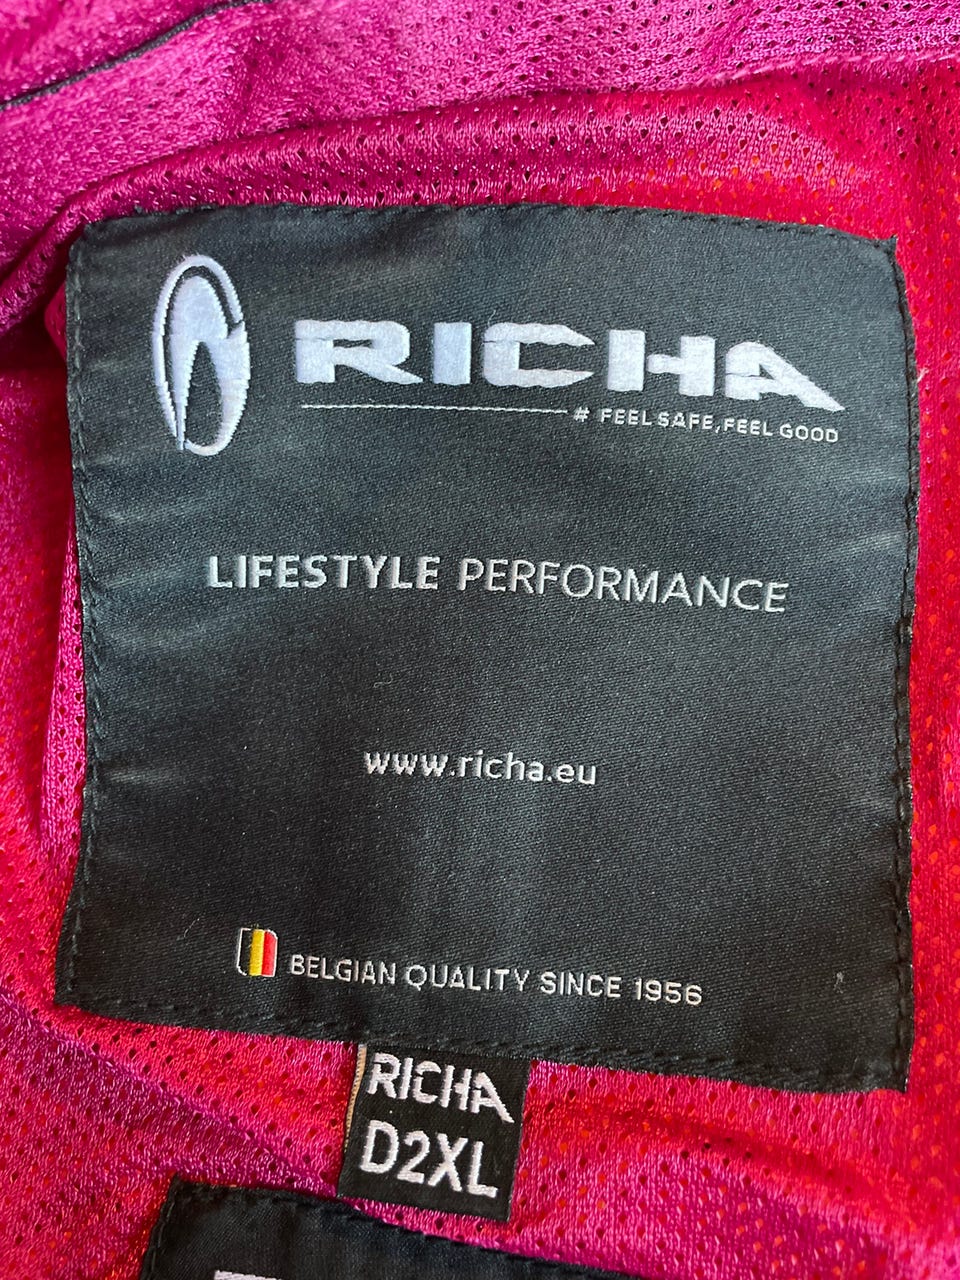 RICHA
# FEEL SAFE, FEEL GOOD
LIFESTYLE PERFORMANCE
www.richa.eu
BELGIAN QUALITY SINCE 1956
RICHA
D2XL